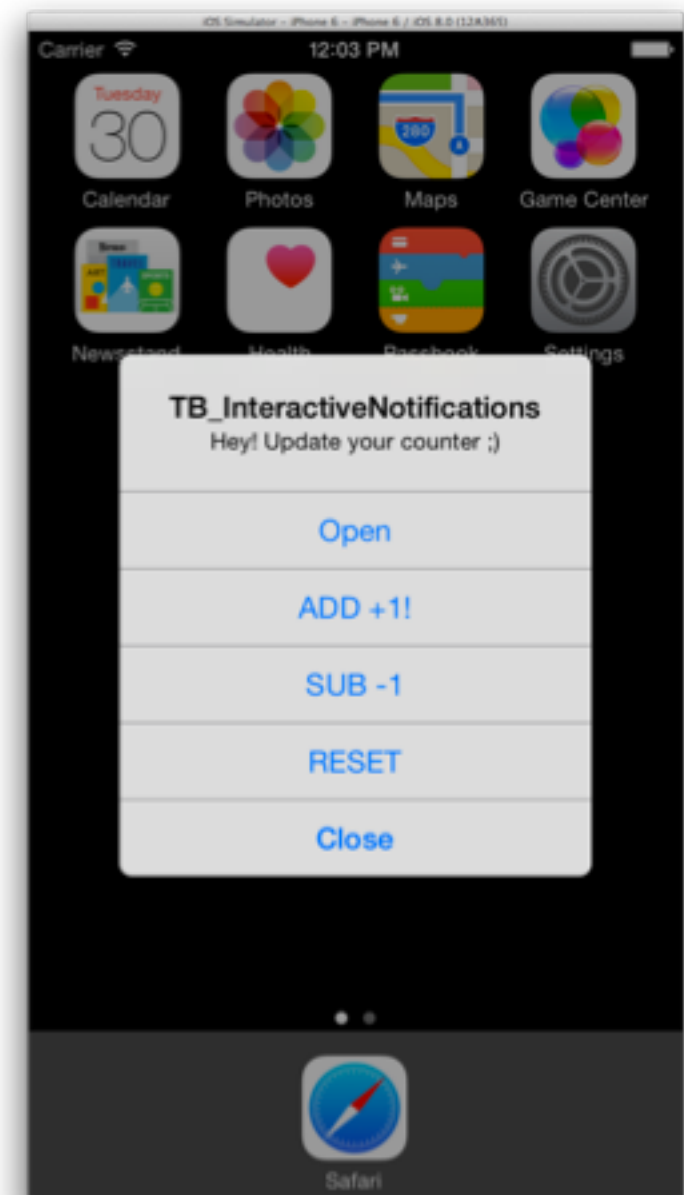 iOS Simulator - iPhone 6 - iPhone 6 / iOS 8.0 (12A365)
Carrier 12:03 PM
Tuesday
30
280
A
Calendar Photos Maps Game Center
Newsstand Health Passbook Settings
TB_InteractiveNotifications
Hey! Update your counter ;)
Open
ADD +1!
SUB -1
RESET
Close
Safari